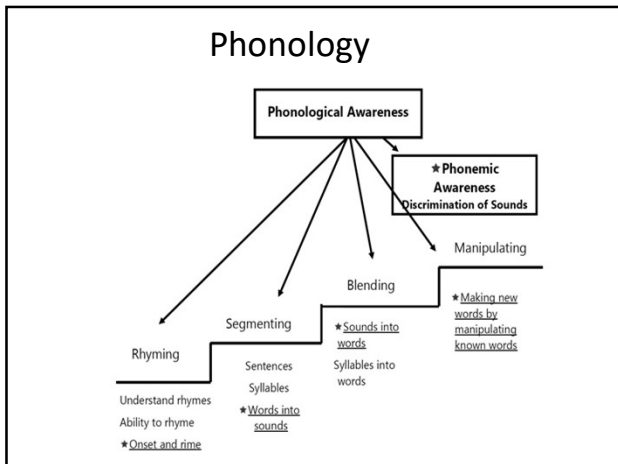 Phonology
Phonological Awareness
★Phonemic
Awareness
Discrimination of Sounds
Manipulating
★Making new
words by
manipulating
known words
Blending
★Sounds into
words
Syllables into
words
Segmenting
Sentences
Syllables
★Words into
sounds
Rhyming
Understand rhymes
Ability to rhyme
★Onset and rime